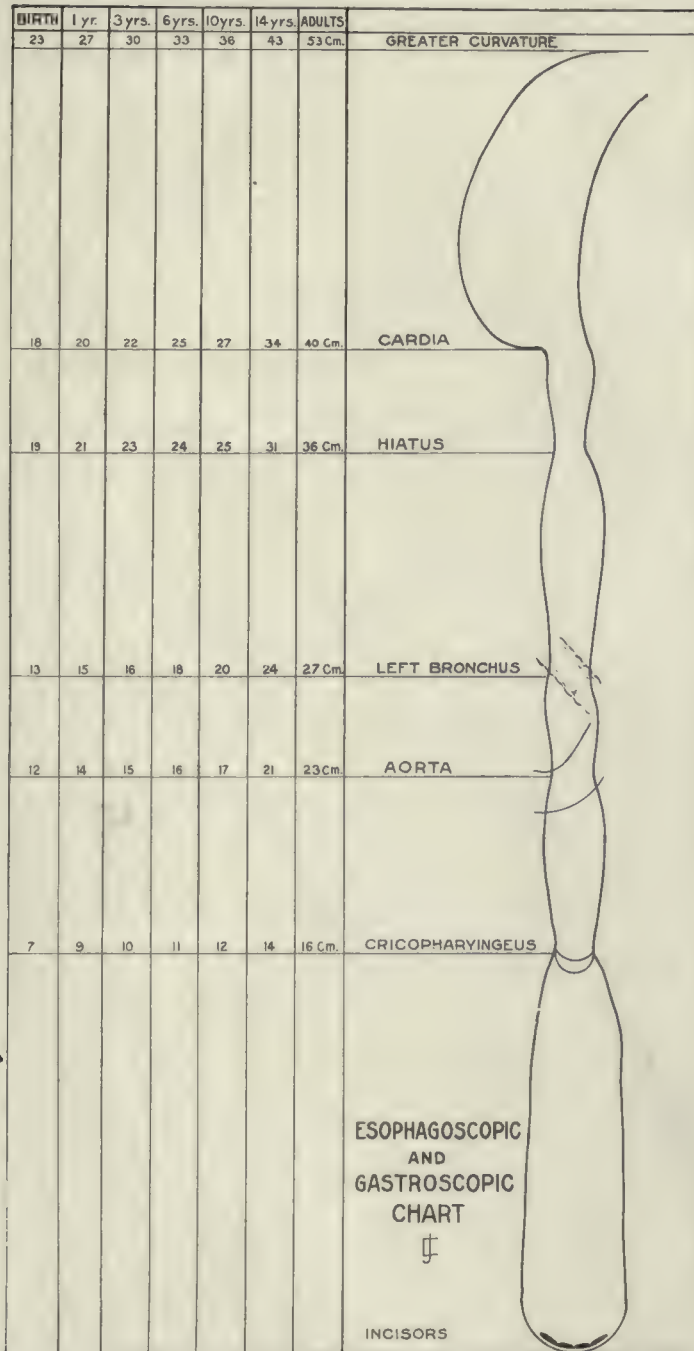 BIRTH 1 yr. 3 yrs. 6 yrs. 10 yrs. 14 yrs. ADULTS
23 27 30 33 36 43 53 Cm. GREATER CURVATURE
18 20 22 25 27 34 40 Cm. CARDIA
19 21 23 24 25 31 36 Cm. HIATUS
13 15 16 18 20 24 27 Cm. LEFT BRONCHUS
12 14 15 16 17 21 23 Cm. AORTA
7 9 10 11 12 14 16 Cm. CRICOPHARYINGEUS
ESOPHAGOSCOPIC
AND
GASTROSCOPIC
CHART
INCISORS